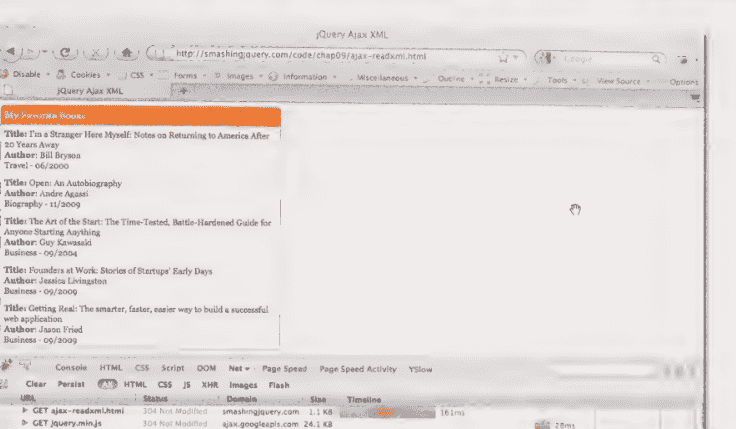 jQuery Ajax XML
http://smashingjquery.com/code/chap09/ajax-readxml.html
Disable Cookies CSS Forms Images Information Miscellaneous Outline Resize Tools View Source Options
jQuery Ajax XML
My Favorite Books
Title: I'm a Stranger Here Myself: Notes on Returning to America After
20 Years Away
Author: Bill Bryson
Travel - 06/2000
Title: Open: An Autobiography
Author: Andre Agassi
Biography - 11/2009
Title: The Art of the Start: The Time-Tested, Battle-Hardened Guide for
Anyone Starting Anything
Author: Guy Kawasaki
Business - 09/2004
Title: Founders at Work: Stories of Startups' Early Days
Author: Jessica Livingston
Business - 09/2009
Title: Getting Real: The smarter, faster, easier way to build a successful
web application
Author: Jason Fried
Business - 09/2009
Console HTML CSS Script DOM Net Page Speed Page Speed Activity YSlow
Clear Persist All HTML CSS JS XHR Images Flash
URL Status Domain Size Timeline
GET ajax-readxml.html 304 Not Modified smashingjquery.com 1.1 KB 161ms
GET jquery.min.js 304 Not Modified ajax.googleapis.com 24.1 KB 28ms